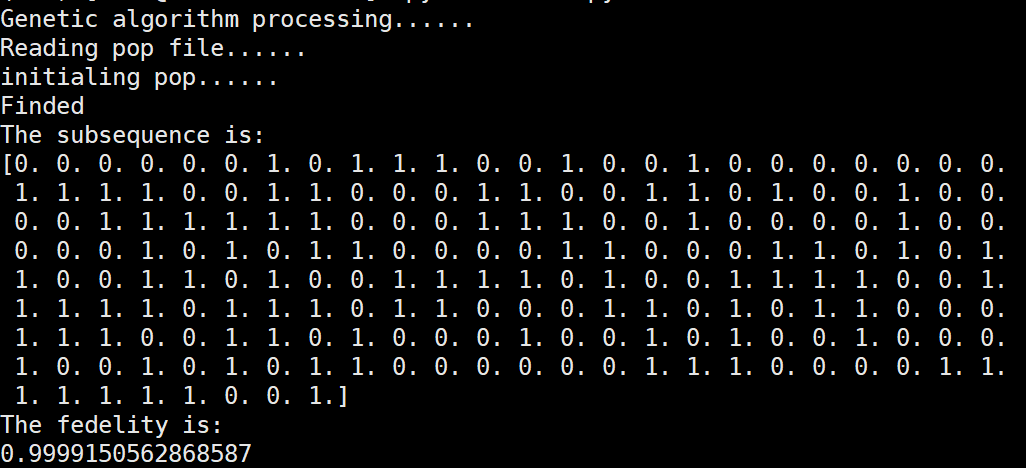 Genetic algorithm processing......
Reading pop file......
initialing pop......
Finded
The subsequence is:
[0. 0. 0. 0. 0. 0. 1. 0. 1. 1. 1. 0. 0. 1. 0. 0. 1. 0. 0. 0. 0. 0. 0. 0.
1. 1. 1. 1. 0. 0. 1. 1. 0. 0. 0. 1. 1. 0. 0. 1. 1. 0. 1. 0. 0. 1. 0. 0.
0. 0. 1. 1. 1. 1. 1. 1. 0. 0. 0. 1. 1. 1. 0. 0. 1. 0. 0. 0. 0. 1. 0. 0.
0. 0. 0. 1. 0. 1. 0. 1. 1. 0. 0. 0. 0. 1. 1. 0. 0. 0. 1. 1. 0. 1. 0. 1.
1. 0. 0. 1. 1. 0. 1. 0. 0. 1. 1. 1. 1. 0. 1. 0. 0. 1. 1. 1. 1. 0. 0. 1.
1. 1. 1. 1. 0. 1. 1. 1. 0. 1. 1. 0. 0. 0. 1. 1. 0. 1. 0. 1. 1. 0. 0. 0.
1. 1. 1. 0. 0. 1. 1. 0. 1. 0. 0. 0. 1. 0. 0. 1. 0. 1. 0. 0. 1. 0. 0. 0.
1. 0. 0. 1. 0. 1. 0. 1. 1. 0. 0. 0. 0. 0. 0. 1. 1. 1. 0. 0. 0. 0. 1. 1.
1. 1. 1. 1. 1. 0. 0. 1.]
The fedelity is:
0.9999150562868587